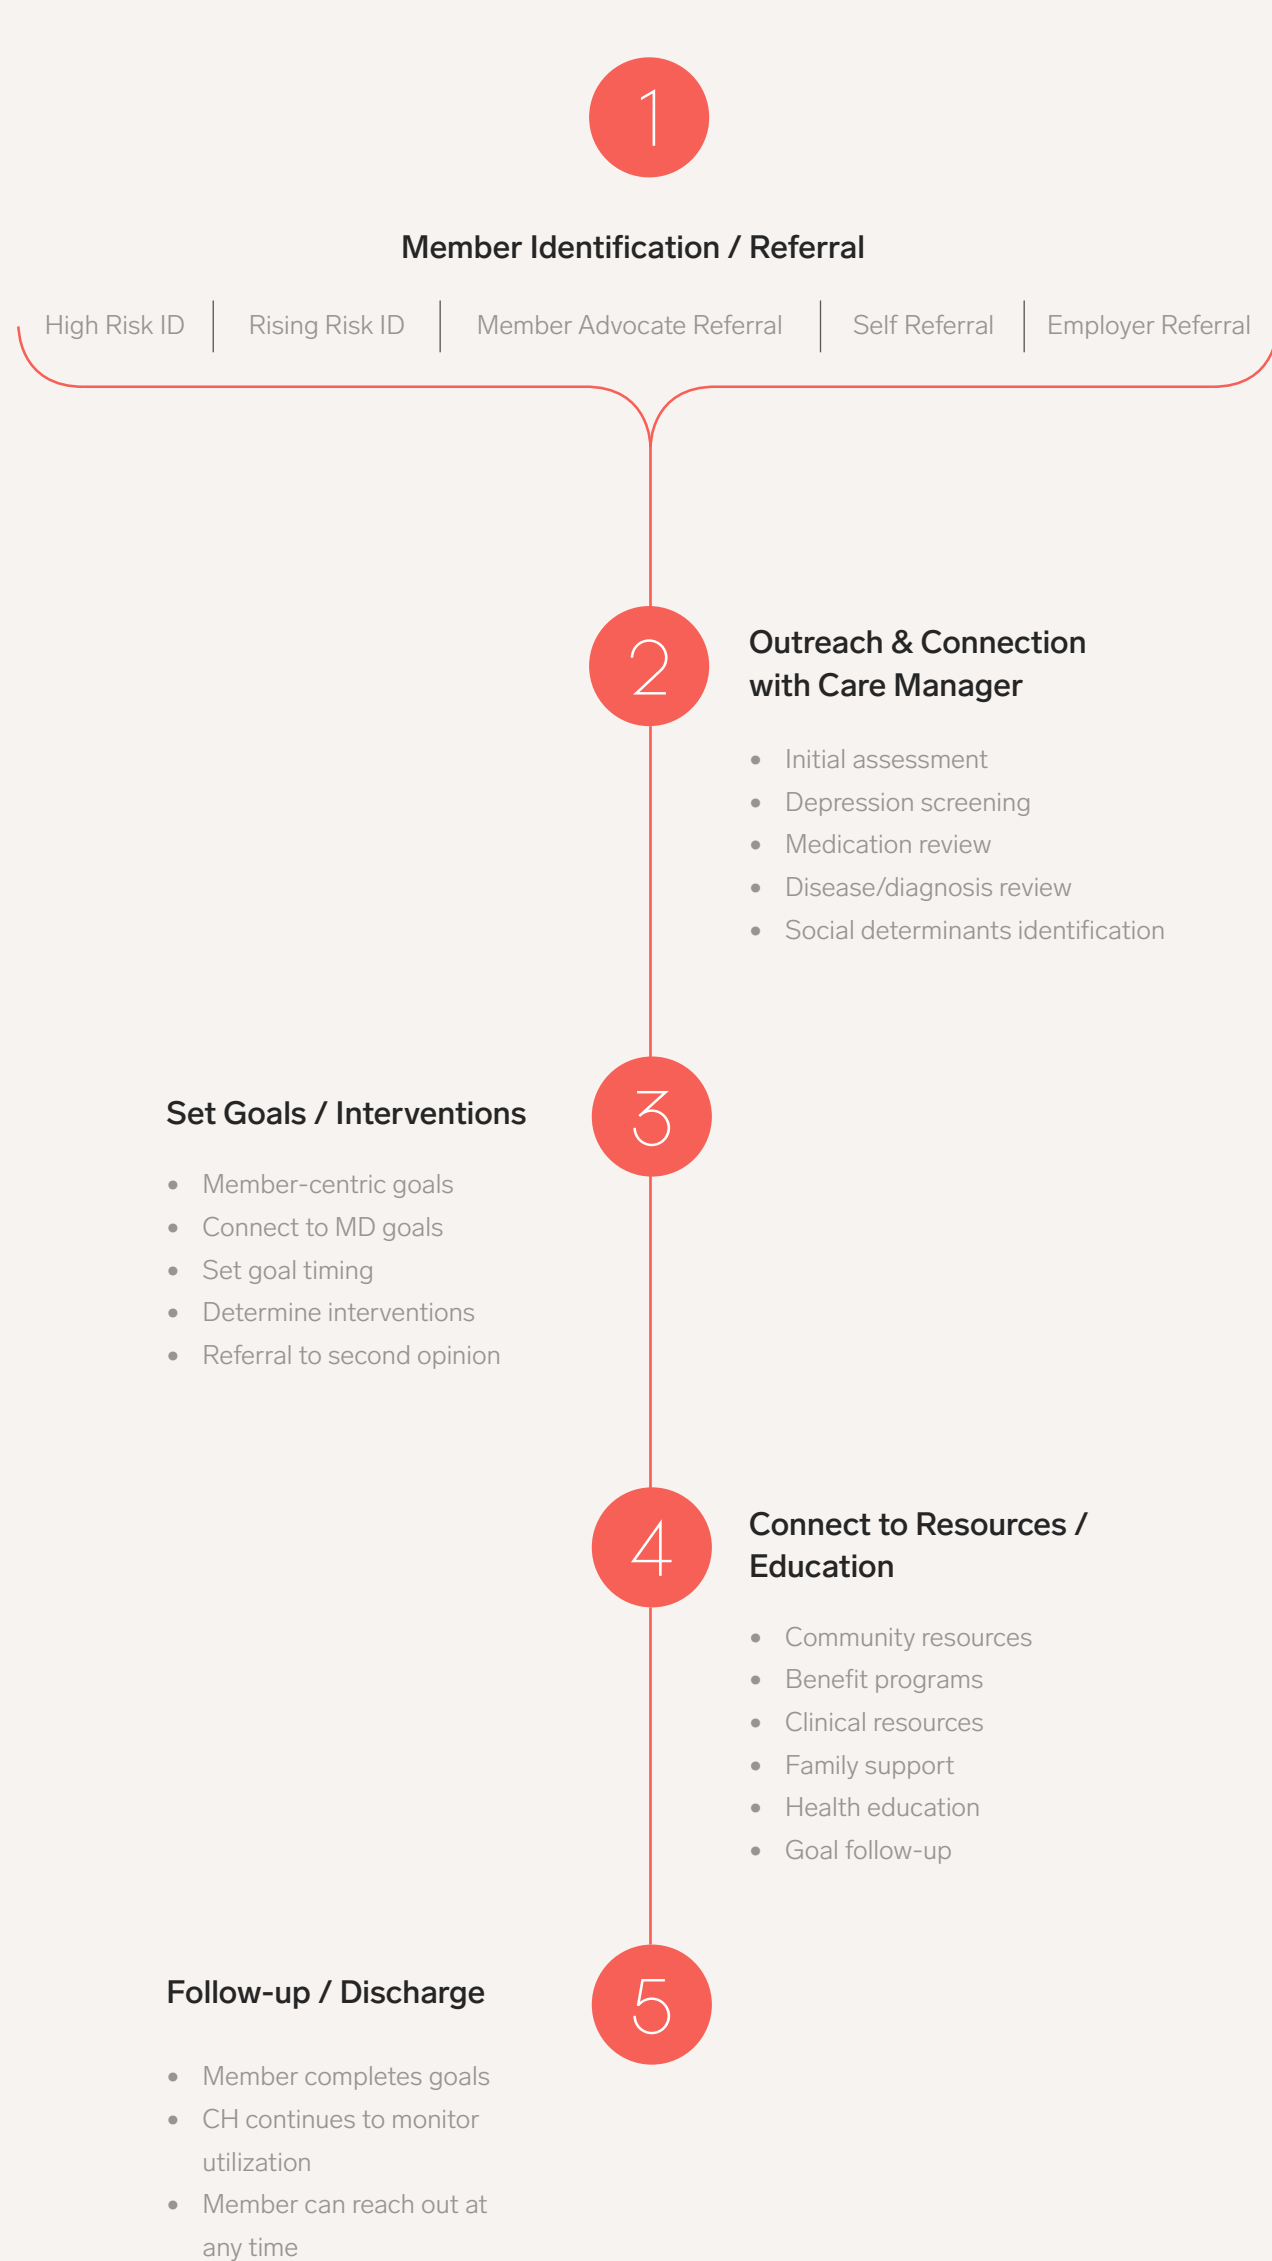 1
Member Identification / Referral
High Risk ID
Rising Risk ID
Member Advocate Referral
Self Referral
Employer Referral
2
Outreach & Connection
with Care Manager
• Initial assessment
• Depression screening
• Medication review
• Disease/diagnosis review
• Social determinants identification
3
Set Goals / Interventions
• Member-centric goals
• Connect to MD goals
• Set goal timing
• Determine interventions
• Referral to second opinion
4
Connect to Resources /
Education
• Community resources
• Benefit programs
• Clinical resources
• Family support
• Health education
• Goal follow-up
5
Follow-up / Discharge
• Member completes goals
• CH continues to monitor
utilization
• Member can reach out at
any time